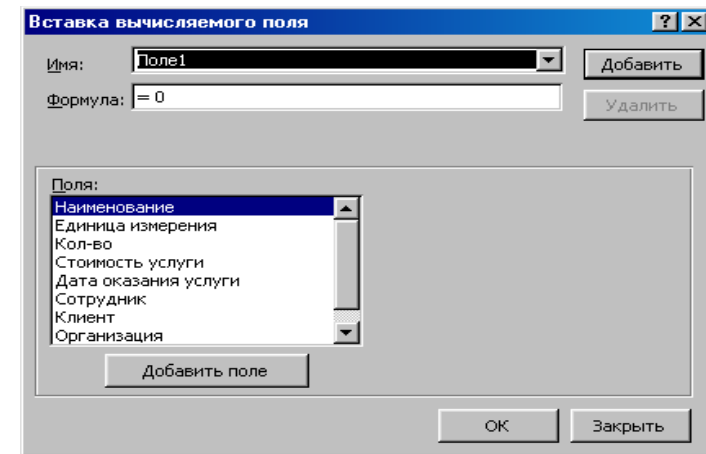 Вставка вычисляемого поля
Имя: Поле1 Добавить
Формула: = 0 Удалить
Поля:
Наименование
Единица измерения
Кол-во
Стоимость услуги
Дата оказания услуги
Сотрудник
Клиент
Организация
Добавить поле
ОК Закрыть